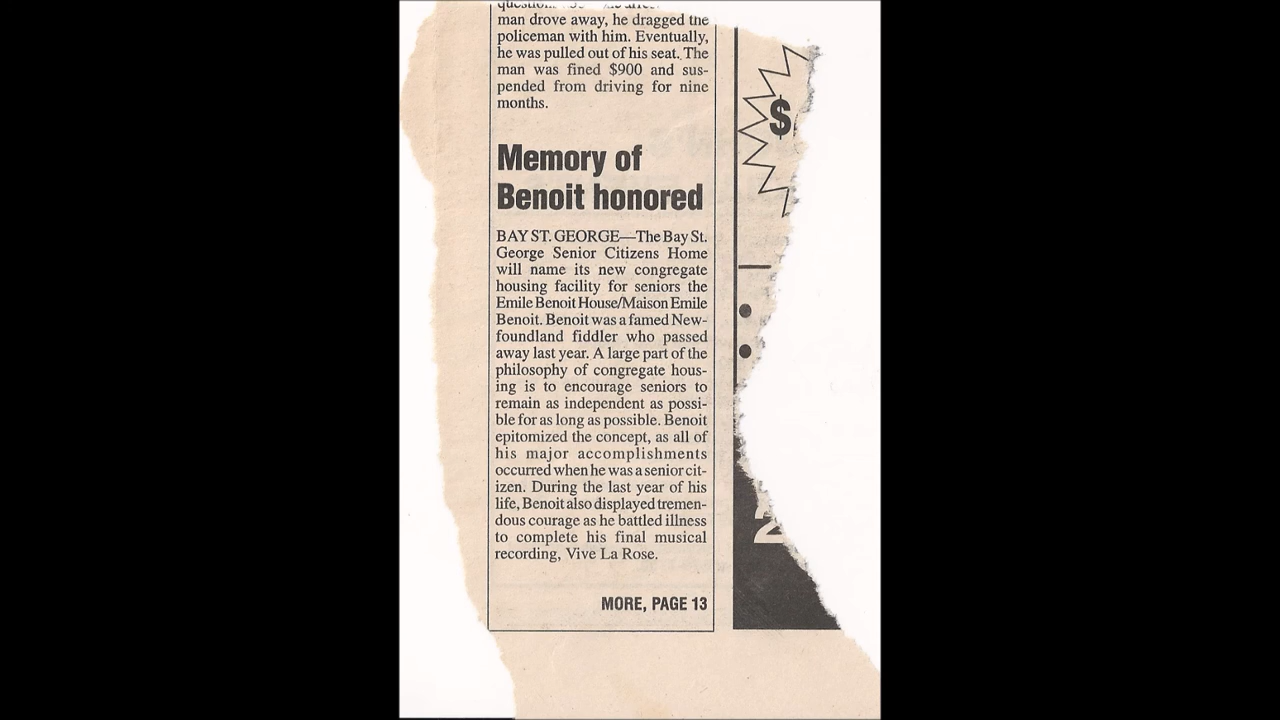 man drove away, he dragged the
policeman with him. Eventually,
he was pulled out of his seat. The
man was fined $900 and sus-
pended from driving for nine
months.
Memory of
Benoit honored
BAY ST. GEORGE—The Bay St.
George Senior Citizens Home
will name its new congregate
housing facility for seniors the
Emile Benoit House/Maison Emile
Benoit. Benoit was a famed New-
foundland fiddler who passed
away last year. A large part of the
philosophy of congregate hous-
ing is to encourage seniors to
remain as independent as possi-
ble for as long as possible. Benoit
epitomized the concept, as all of
his major accomplishments
occurred when he was a senior cit-
izen. During the last year of his
life, Benoit also displayed tremen-
dous courage as he battled illness
to complete his final musical
recording, Vive La Rose.
MORE, PAGE 13
$